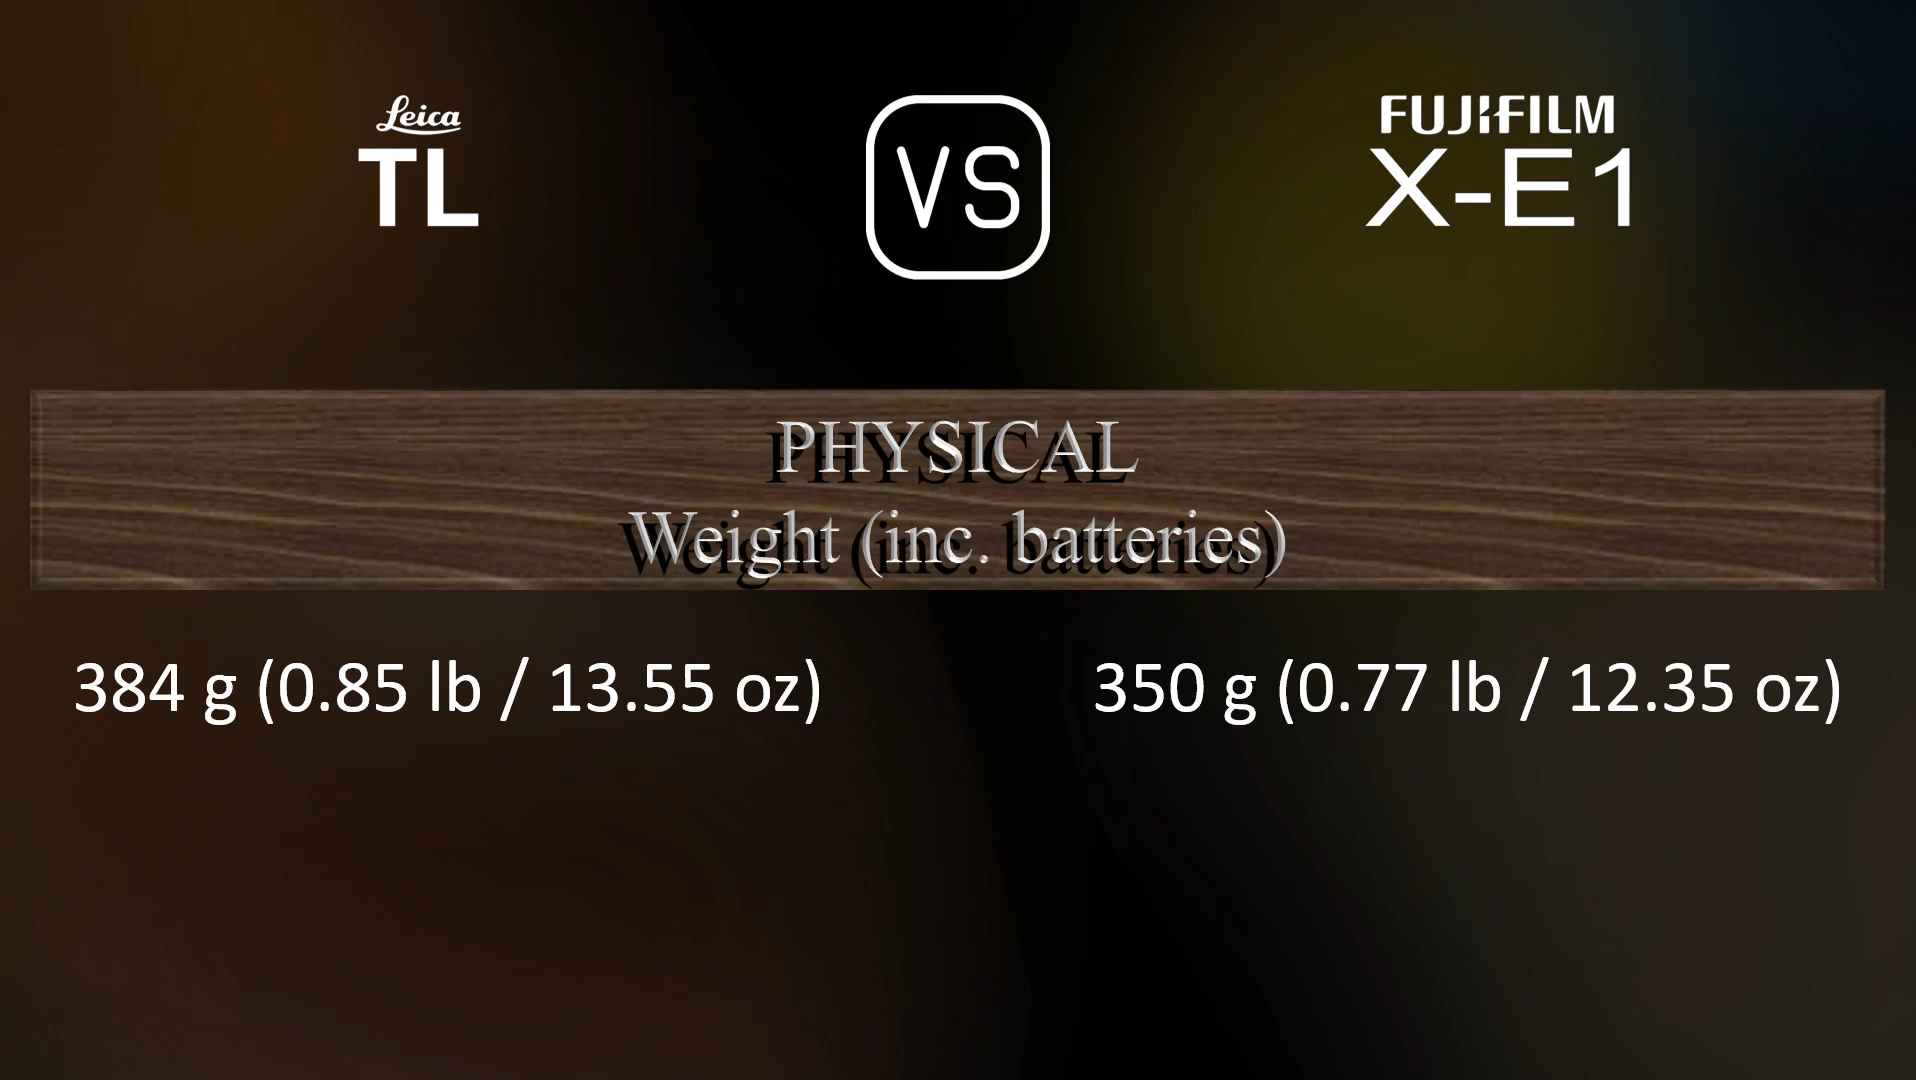 Leica
TL
VS
FUJIFILM
X-E1
PHYSICAL
Weight (inc. batteries)
384 g (0.85 lb / 13.55 oz)
350 g (0.77 lb / 12.35 oz)